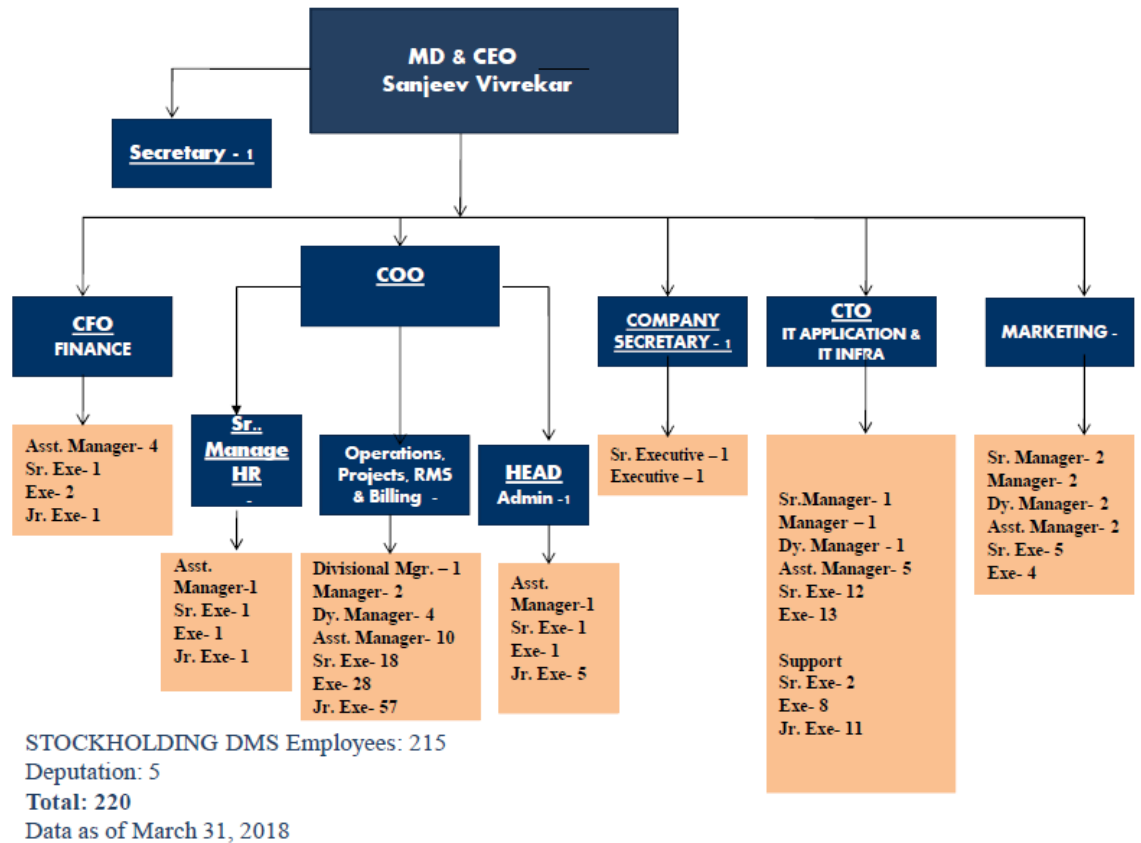 MD & CEO
Sanjeev Vivrekar
Secretary - 1
COO
CFO
FINANCE
COMPANY
SECRETARY - 1
CTO
IT APPLICATION &
IT INFRA
MARKETING -
Asst. Manager- 4
Sr. Exe- 1
Exe- 2
Jr. Exe- 1
Sr..
Manage
HR
-
Operations,
Projects, RMS
& Billing -
HEAD
Admin -1
Sr. Executive – 1
Executive – 1
Sr.Manager- 1
Manager – 1
Dy. Manager - 1
Asst. Manager- 5
Sr. Exe- 12
Exe- 13
Support
Sr. Exe- 2
Exe- 8
Jr. Exe- 11
Sr. Manager- 2
Manager- 2
Dy. Manager- 2
Asst. Manager- 2
Sr. Exe- 5
Exe- 4
Asst.
Manager-1
Sr. Exe- 1
Exe- 1
Jr. Exe- 1
Divisional Mgr. – 1
Manager- 2
Dy. Manager- 4
Asst. Manager- 10
Sr. Exe- 18
Exe- 28
Jr. Exe- 57
Asst.
Manager-1
Sr. Exe- 1
Exe- 1
Jr. Exe- 5
STOCKHOLDING DMS Employees: 215
Deputation: 5
Total: 220
Data as of March 31, 2018